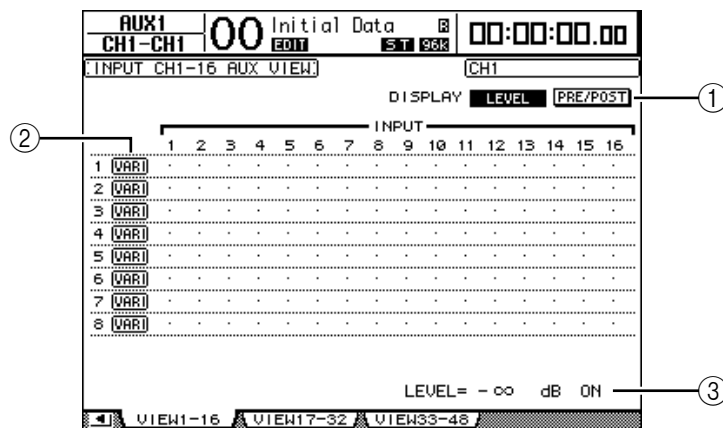 AUX1
CH1-CH1
00 Initial Data R
EDIT ST 96k
00:00:00.00
INPUT CH1-16 AUX VIEW
CH1
DISPLAY LEVEL PRE/POST
①
②
INPUT
1 2 3 4 5 6 7 8 9 10 11 12 13 14 15 16
1 VARI
2 VARI
3 VARI
4 VARI
5 VARI
6 VARI
7 VARI
8 VARI
LEVEL= -∞ dB ON
③
VIEW1-16 VIEW17-32 VIEW33-48